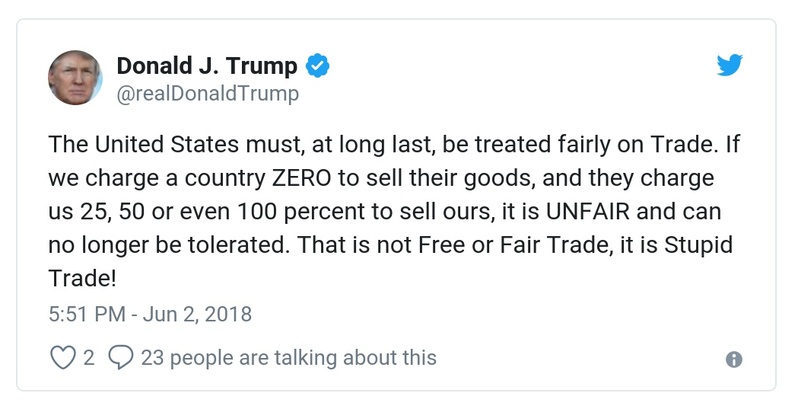 Donald J. Trump
@realDonaldTrump
The United States must, at long last, be treated fairly on Trade. If
we charge a country ZERO to sell their goods, and they charge
us 25, 50 or even 100 percent to sell ours, it is UNFAIR and can
no longer be tolerated. That is not Free or Fair Trade, it is Stupid
Trade!
5:51 PM - Jun 2, 2018
2 23 people are talking about this